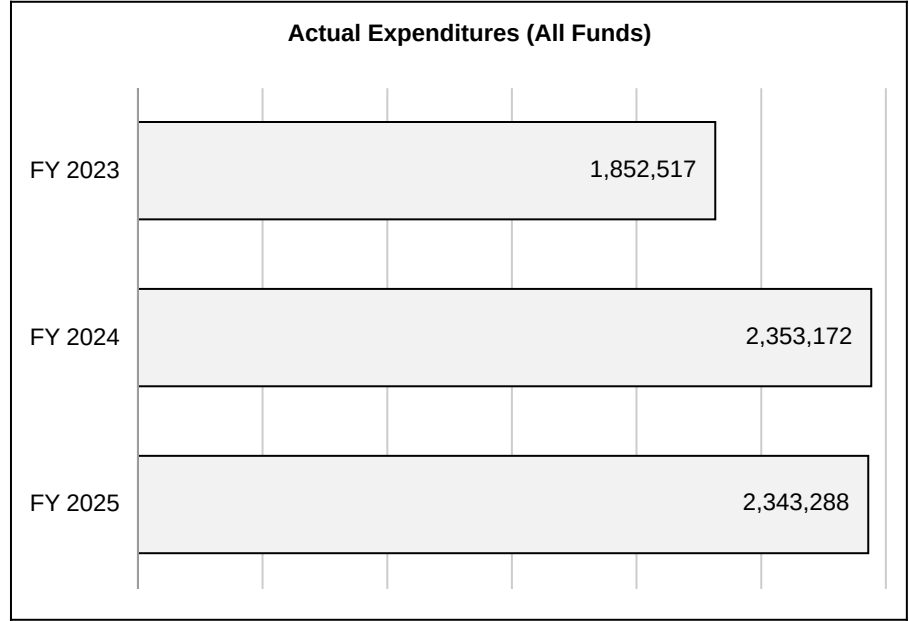 Actual Expenditures (All Funds)
FY 2023 1,852,517
FY 2024 2,353,172
FY 2025 2,343,288